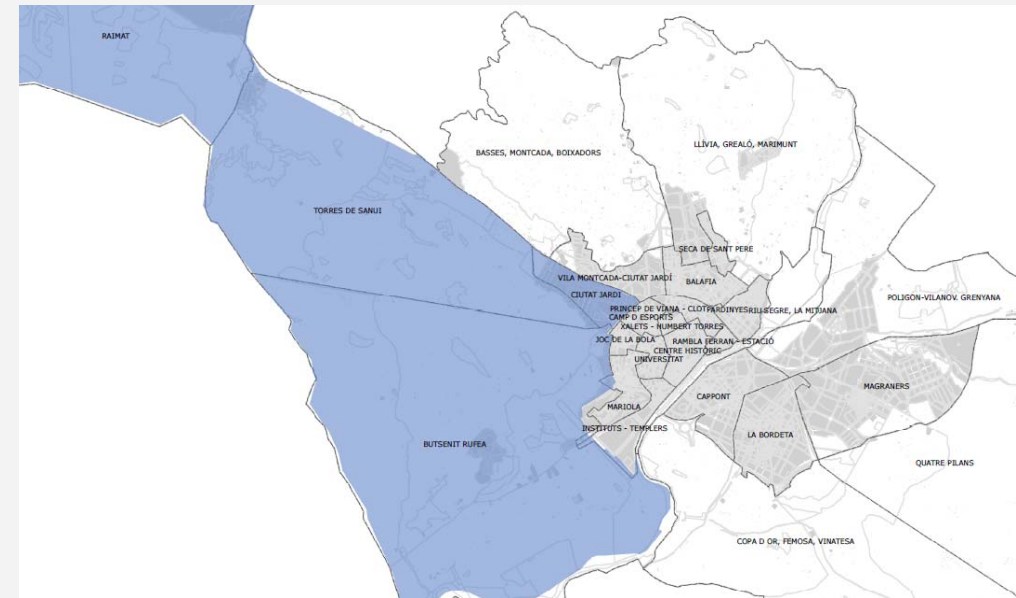 RAIMAT
BASSES, MONTCADA, BOIXADORS
LLÍVIA, GREALÓ, MARIMUNT
TORRES DE SANUI
SECA DE SANT PERE
VILA MONTCADA-CIUTAT JARDÍ
BALAFIA
CIUTAT JARDI
POLIGON-VILANOV. GRENYANA
PRINCEP DE VIANA - CLOT
PARDINYES
RIU SEGRE, LA MITJANA
CAMP D ESPORTS
XALETS - HUMBERT TORRES
JOC DE LA BOLA
RAMBLA FERRAN - ESTACIÓ
CENTRE HISTÒRIC
UNIVERSITAT
MAGRANERS
CAPPONT
MARIOLA
INSTITUTS - TEMPLERS
LA BORDETA
BUTSENIT RUFEA
QUATRE PILANS
COPA D OR, FEMOSA, VINATESA